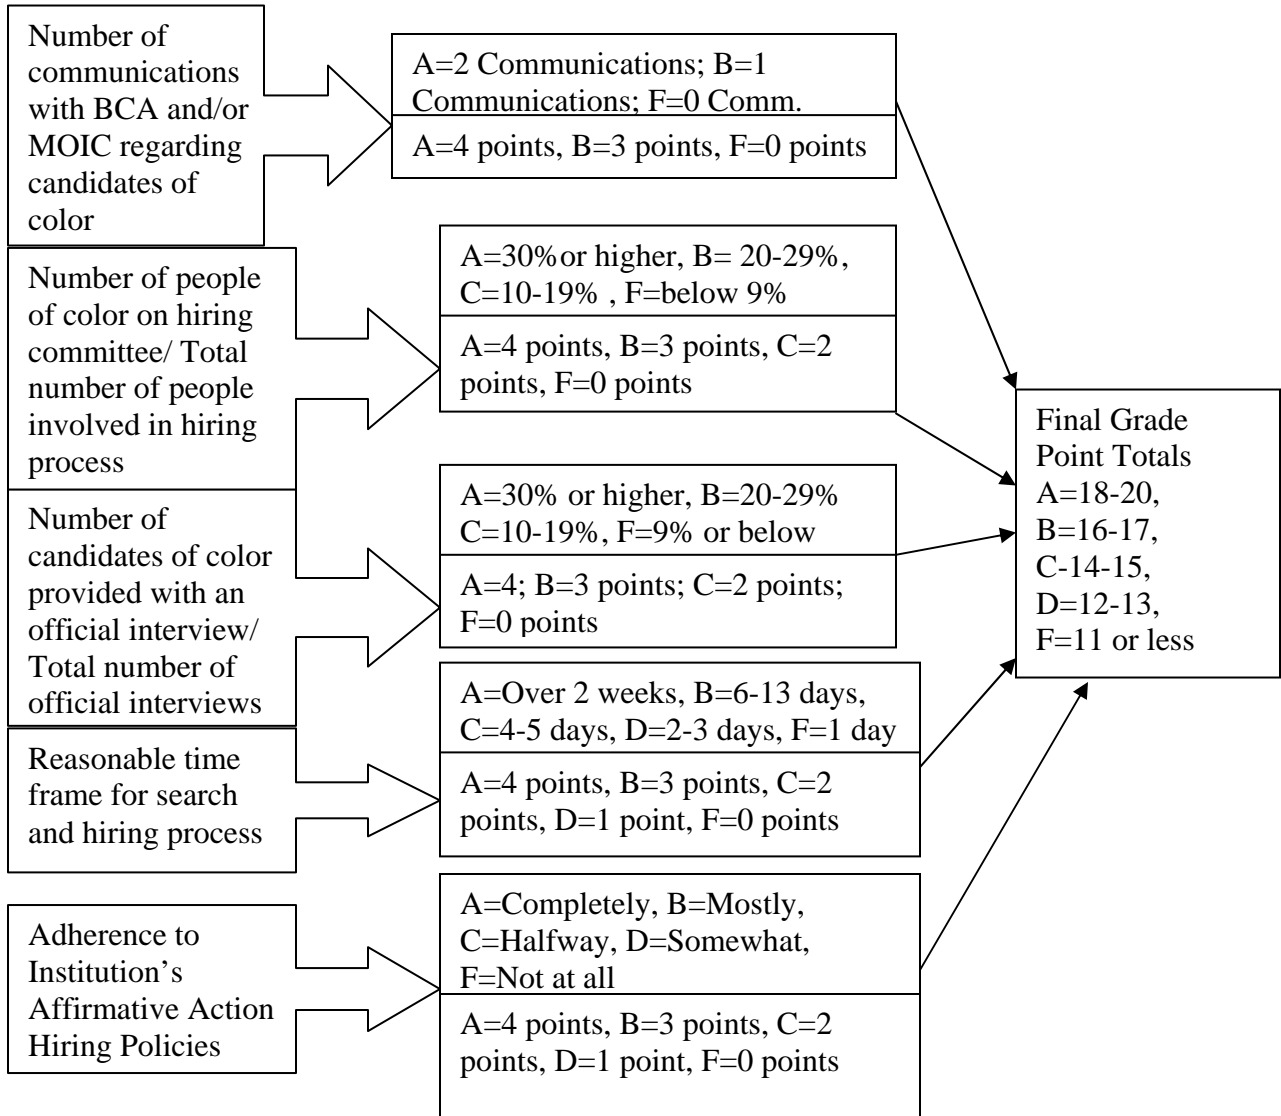 Number of
communications
with BCA and/or
MOIC regarding
candidates of
color
A=2 Communications; B=1
Communications; F=0 Comm.
A=4 points, B=3 points, F=0 points
Number of people
of color on hiring
committee/ Total
number of people
involved in hiring
process
A=30%or higher, B= 20-29%,
C=10-19% , F=below 9%
A=4 points, B=3 points, C=2
points, F=0 points
Number of
candidates of color
provided with an
official interview/
Total number of
official interviews
A=30% or higher, B=20-29%
C=10-19%, F=9% or below
A=4; B=3 points; C=2 points;
F=0 points
Reasonable time
frame for search
and hiring process
A=Over 2 weeks, B=6-13 days,
C=4-5 days, D=2-3 days, F=1 day
A=4 points, B=3 points, C=2
points, D=1 point, F=0 points
Adherence to
Institution’s
Affirmative Action
Hiring Policies
A=Completely, B=Mostly,
C=Halfway, D=Somewhat,
F=Not at all
A=4 points, B=3 points, C=2
points, D=1 point, F=0 points
Final Grade
Point Totals
A=18-20,
B=16-17,
C-14-15,
D=12-13,
F=11 or less